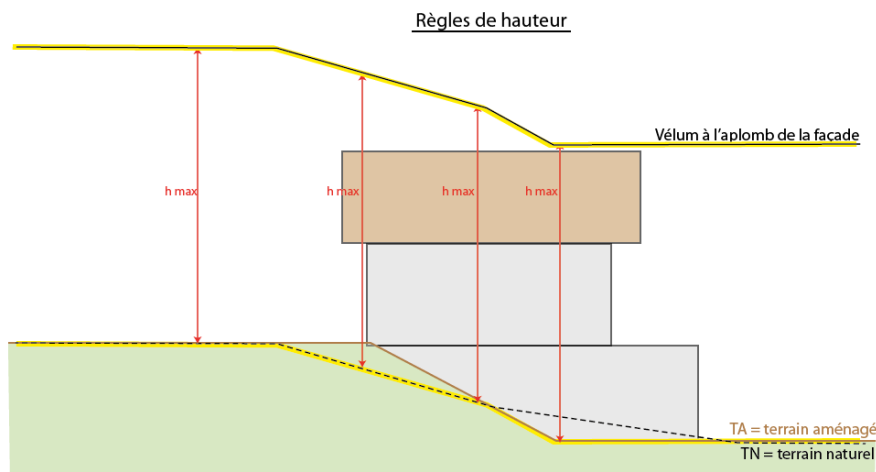 Règles de hauteur
Vélum à l'aplomb de la façade
h max
h max
h max
h max
TA = terrain aménagé
TN = terrain naturel